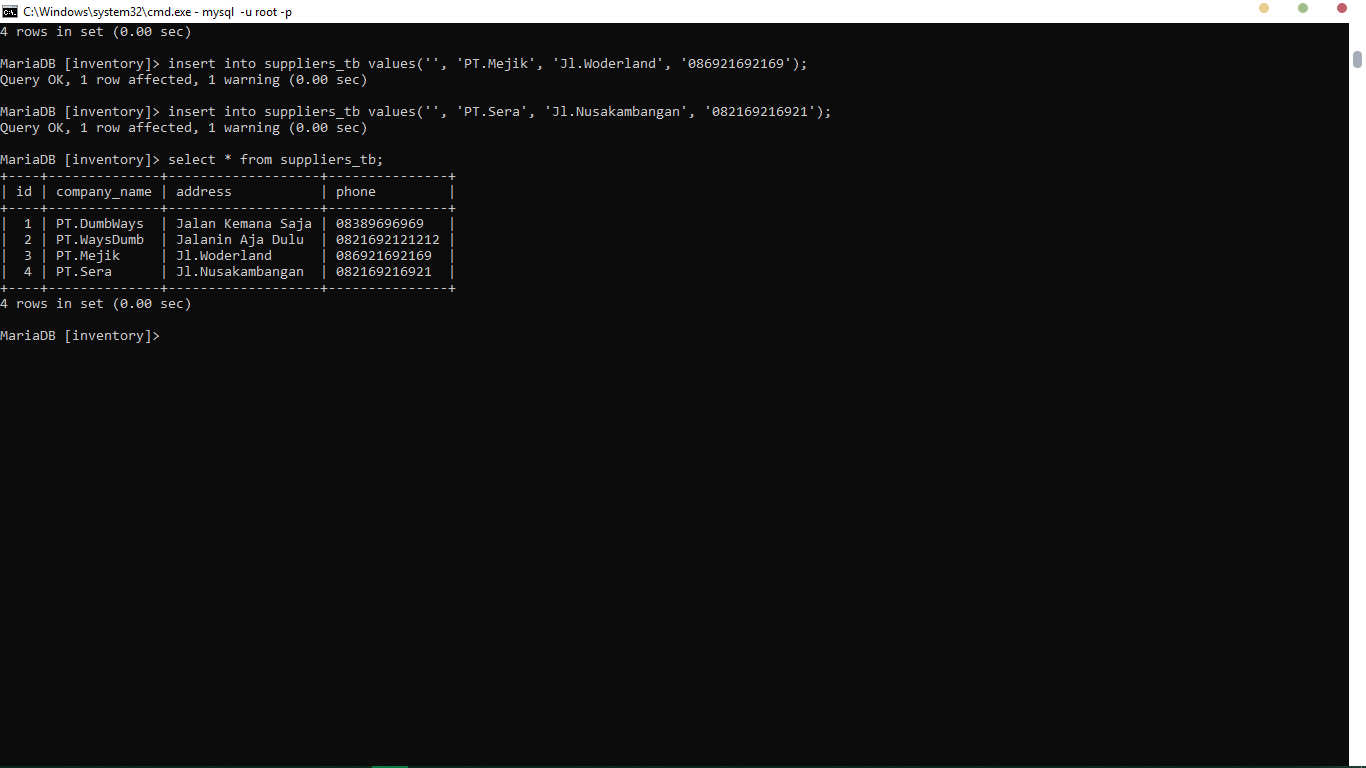 C:\Windows\system32\cmd.exe - mysql  -u root -p
4 rows in set (0.00 sec)
MariaDB [inventory]> insert into suppliers_tb values('', 'PT.Mejik', 'Jl.Woderland', '086921692169');
Query OK, 1 row affected, 1 warning (0.00 sec)
MariaDB [inventory]> insert into suppliers_tb values('', 'PT.Sera', 'Jl.Nusakambangan', '082169216921');
Query OK, 1 row affected, 1 warning (0.00 sec)
MariaDB [inventory]> select * from suppliers_tb;
+----+--------------+-------------------+---------------+
| id | company_name | address           | phone         |
+----+--------------+-------------------+---------------+
|  1 | PT.DumbWays  | Jalan Kemana Saja | 08389696969   |
|  2 | PT.WaysDumb  | Jalanin Aja Dulu  | 0821692121212 |
|  3 | PT.Mejik     | Jl.Woderland      | 086921692169  |
|  4 | PT.Sera      | Jl.Nusakambangan  | 082169216921  |
+----+--------------+-------------------+---------------+
4 rows in set (0.00 sec)
MariaDB [inventory]>